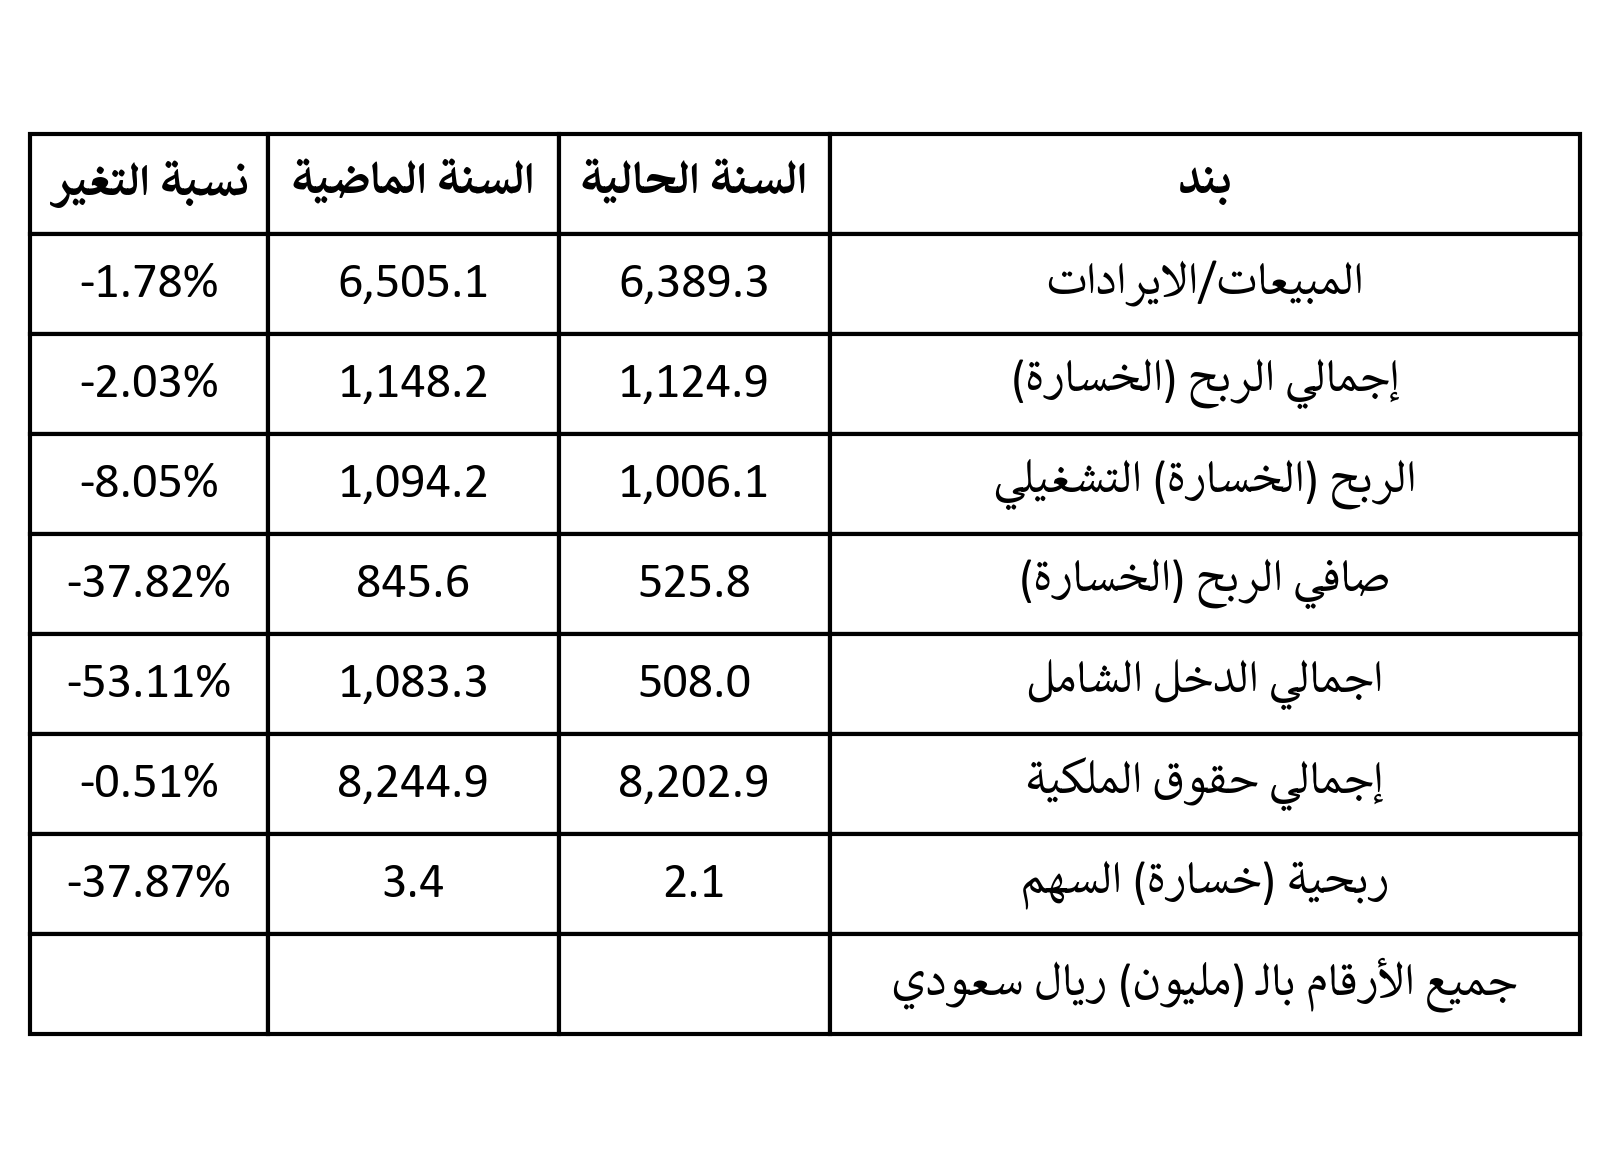 بند السنة الحالية السنة الماضية نسبة التغير
المبيعات/الايرادات 6,389.3 6,505.1 -1.78%
إجمالي الربح (الخسارة) 1,124.9 1,148.2 -2.03%
الربح (الخسارة) التشغيلي 1,006.1 1,094.2 -8.05%
صافي الربح (الخسارة) 525.8 845.6 -37.82%
اجمالي الدخل الشامل 508.0 1,083.3 -53.11%
إجمالي حقوق الملكية 8,202.9 8,244.9 -0.51%
ربحية (خسارة) السهم 2.1 3.4 -37.87%
جميع الأرقام بالـ (مليون) ريال سعودي